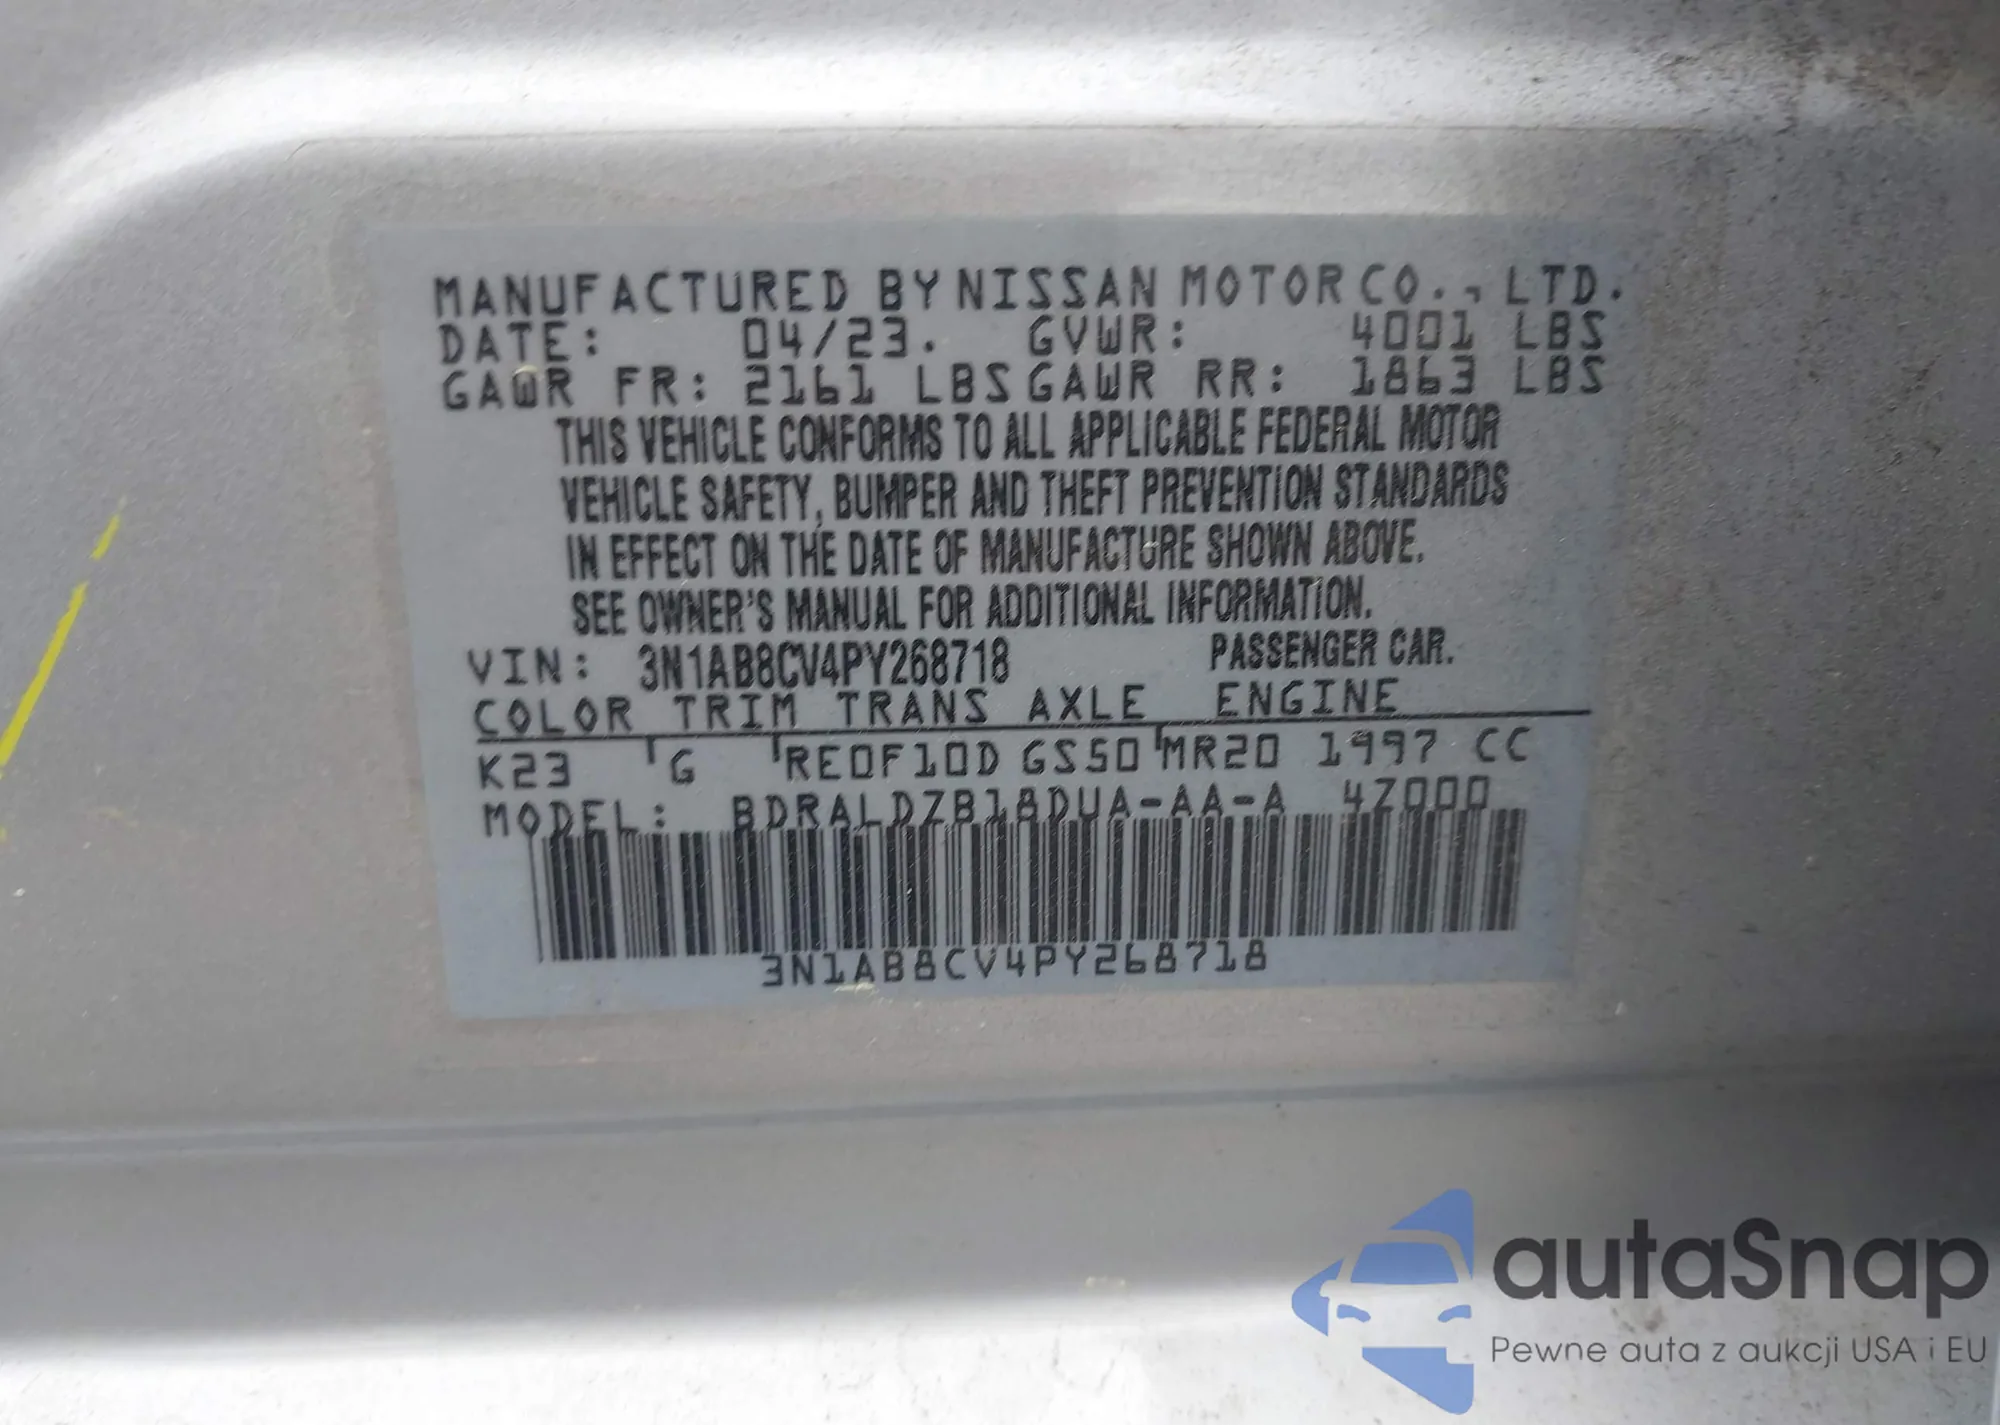 MANUFACTURED BY NISSAN MOTOR CO., LTD.
DATE: 04/23. GVWR: 4001 LBS
GAWR FR: 2161 LBS GAWR RR: 1863 LBS
THIS VEHICLE CONFORMS TO ALL APPLICABLE FEDERAL MOTOR
VEHICLE SAFETY, BUMPER AND THEFT PREVENTION STANDARDS
IN EFFECT ON THE DATE OF MANUFACTURE SHOWN ABOVE.
SEE OWNER'S MANUAL FOR ADDITIONAL INFORMATION.
VIN: 3N1AB8CV4PY268718 PASSENGER CAR.
COLOR TRIM TRANS AXLE ENGINE
K23 G RE0F10D GS50 MR20 1997 CC
MODEL: BDRALDZB18DUA-AA-A 4Z000
3N1AB8CV4PY268718
autaSnap
Pewne auta z aukcji USA i EU